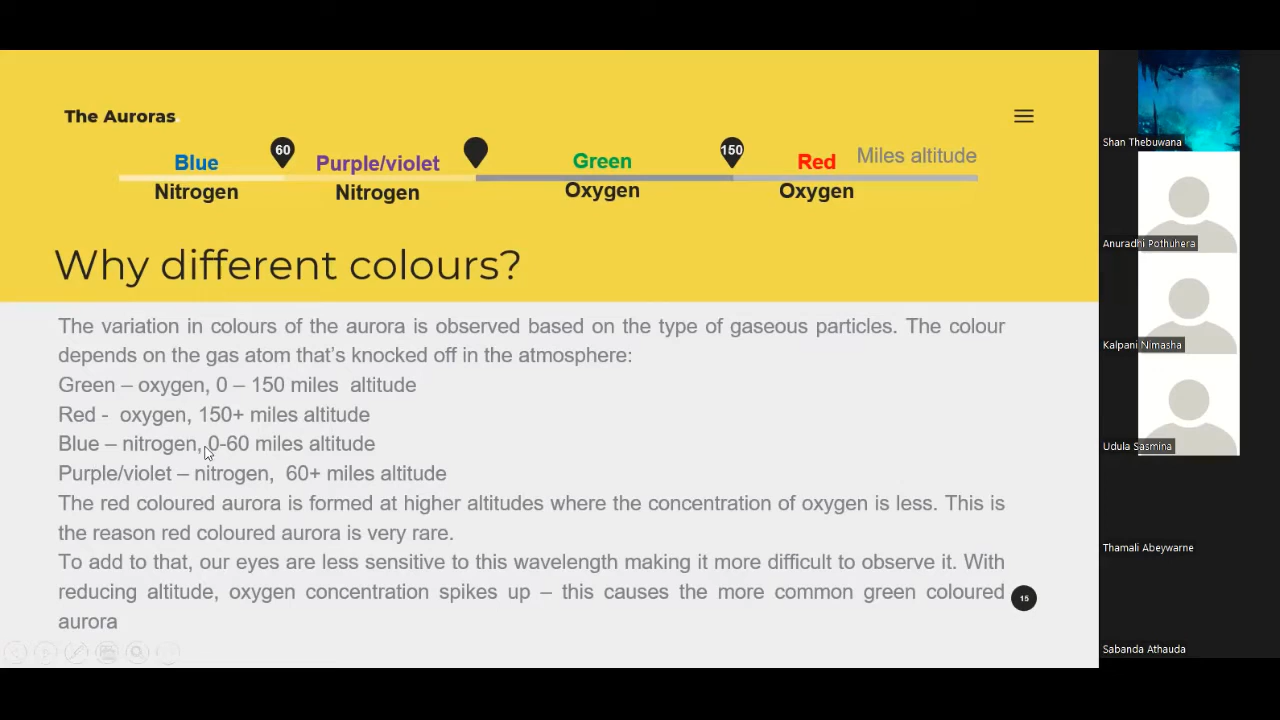 The Auroras
60
150
Blue
Purple/violet
Green
Red
Miles altitude
Nitrogen
Nitrogen
Oxygen
Oxygen
Why different colours?
The variation in colours of the aurora is observed based on the type of gaseous particles. The colour
depends on the gas atom that's knocked off in the atmosphere:
Green – oxygen, 0 – 150 miles altitude
Red - oxygen, 150+ miles altitude
Blue – nitrogen, 0-60 miles altitude
Purple/violet – nitrogen, 60+ miles altitude
The red coloured aurora is formed at higher altitudes where the concentration of oxygen is less. This is
the reason red coloured aurora is very rare.
To add to that, our eyes are less sensitive to this wavelength making it more difficult to observe it. With
reducing altitude, oxygen concentration spikes up – this causes the more common green coloured
aurora
15
Shan Thebuwana
Anuradhi Pothuhera
Kalpani Nimasha
Udula Sasmina
Thamali Abeywarne
Sabanda Athauda